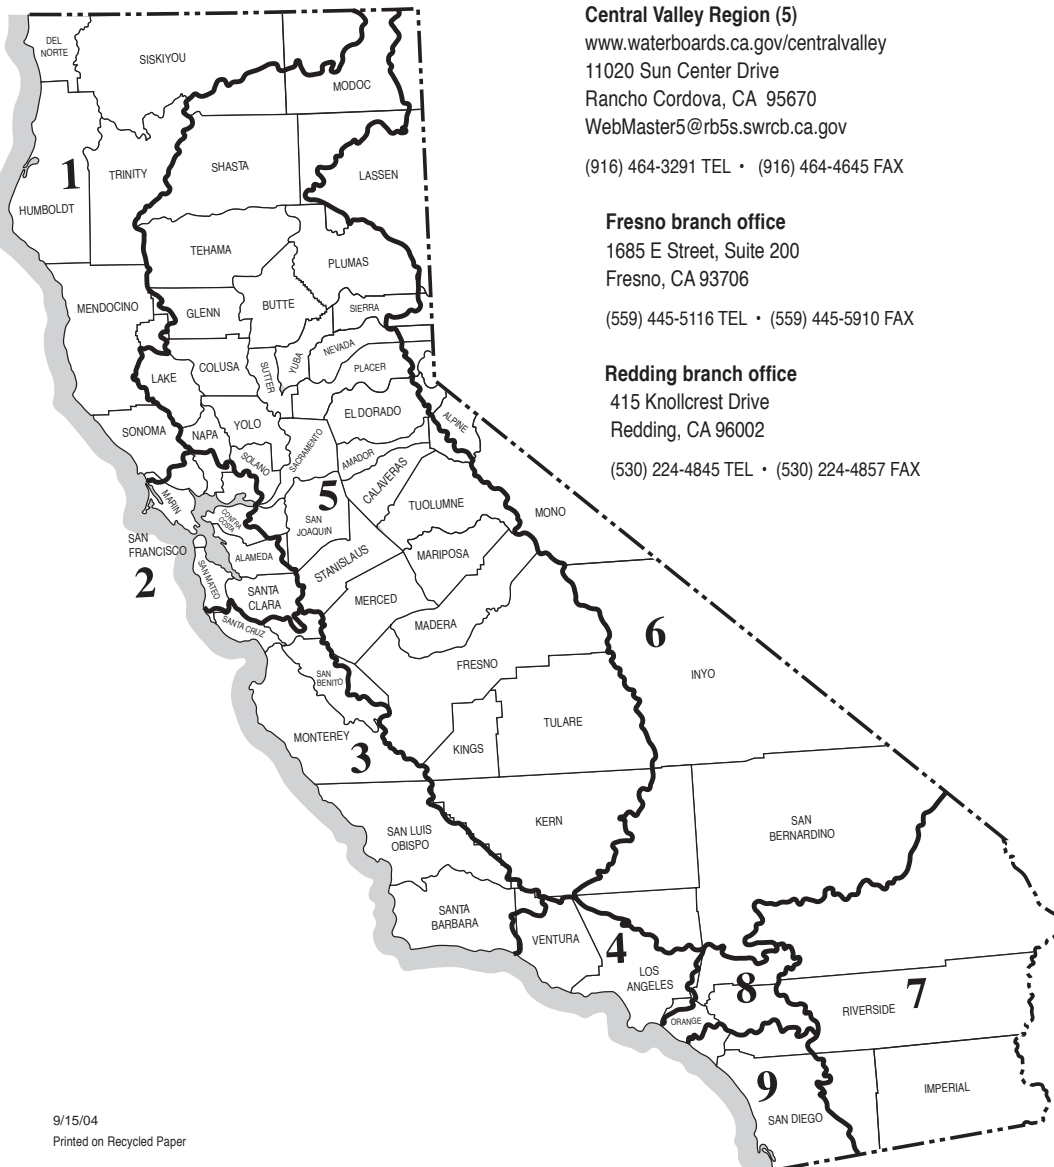 Central Valley Region (5)
www.waterboards.ca.gov/centralvalley
11020 Sun Center Drive
Rancho Cordova, CA 95670
WebMaster5@rb5s.swrcb.ca.gov
(916) 464-3291 TEL • (916) 464-4645 FAX
Fresno branch office
1685 E Street, Suite 200
Fresno, CA 93706
(559) 445-5116 TEL • (559) 445-5910 FAX
Redding branch office
415 Knollcrest Drive
Redding, CA 96002
(530) 224-4845 TEL • (530) 224-4857 FAX
DEL
NORTE
SISKIYOU
MODOC
1
TRINITY
SHASTA
LASSEN
HUMBOLDT
TEHAMA
PLUMAS
MENDOCINO
GLENN
BUTTE
SIERRA
LAKE
COLUSA
SUTTER
YUBA
NEVADA
PLACER
SONOMA
NAPA
YOLO
EL DORADO
ALPINE
SOLANO
SACRAMENTO
AMADOR
CALAVERAS
MARIN
5
TUOLUMNE
MONO
CONTRA
COSTA
SAN
JOAQUIN
SAN
FRANCISCO
ALAMEDA
STANISLAUS
MARIPOSA
2
SAN MATEO
SANTA
CLARA
MERCED
SANTA CRUZ
MADERA
6
SAN
BENITO
FRESNO
INYO
MONTEREY
3
KINGS
TULARE
SAN LUIS
OBISPO
KERN
SAN
BERNARDINO
SANTA
BARBARA
VENTURA
4
LOS
ANGELES
8
7
RIVERSIDE
ORANGE
9
SAN DIEGO
IMPERIAL
9/15/04
Printed on Recycled Paper